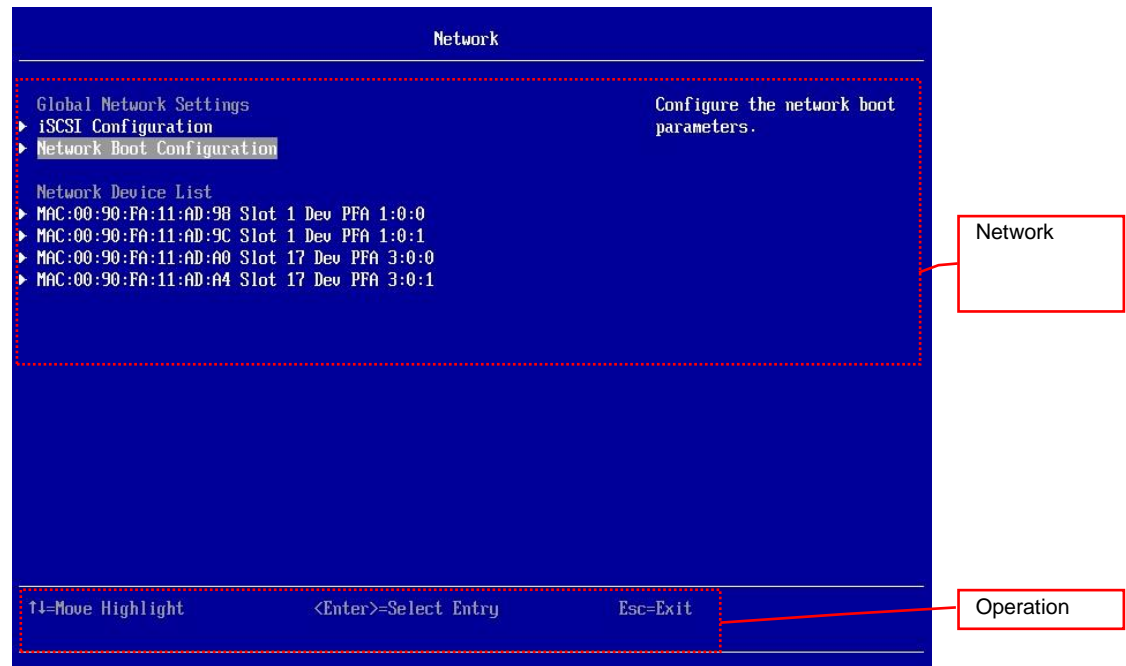 Network
Global Network Settings
iSCSI Configuration
Network Boot Configuration
Configure the network boot
parameters.
Network Device List
MAC:00:90:FA:11:AD:98 Slot 1 Dev PFA 1:0:0
MAC:00:90:FA:11:AD:9C Slot 1 Dev PFA 1:0:1
MAC:00:90:FA:11:AD:A0 Slot 17 Dev PFA 3:0:0
MAC:00:90:FA:11:AD:A4 Slot 17 Dev PFA 3:0:1
Network
↑↓=Move Highlight <Enter>=Select Entry Esc=Exit
Operation